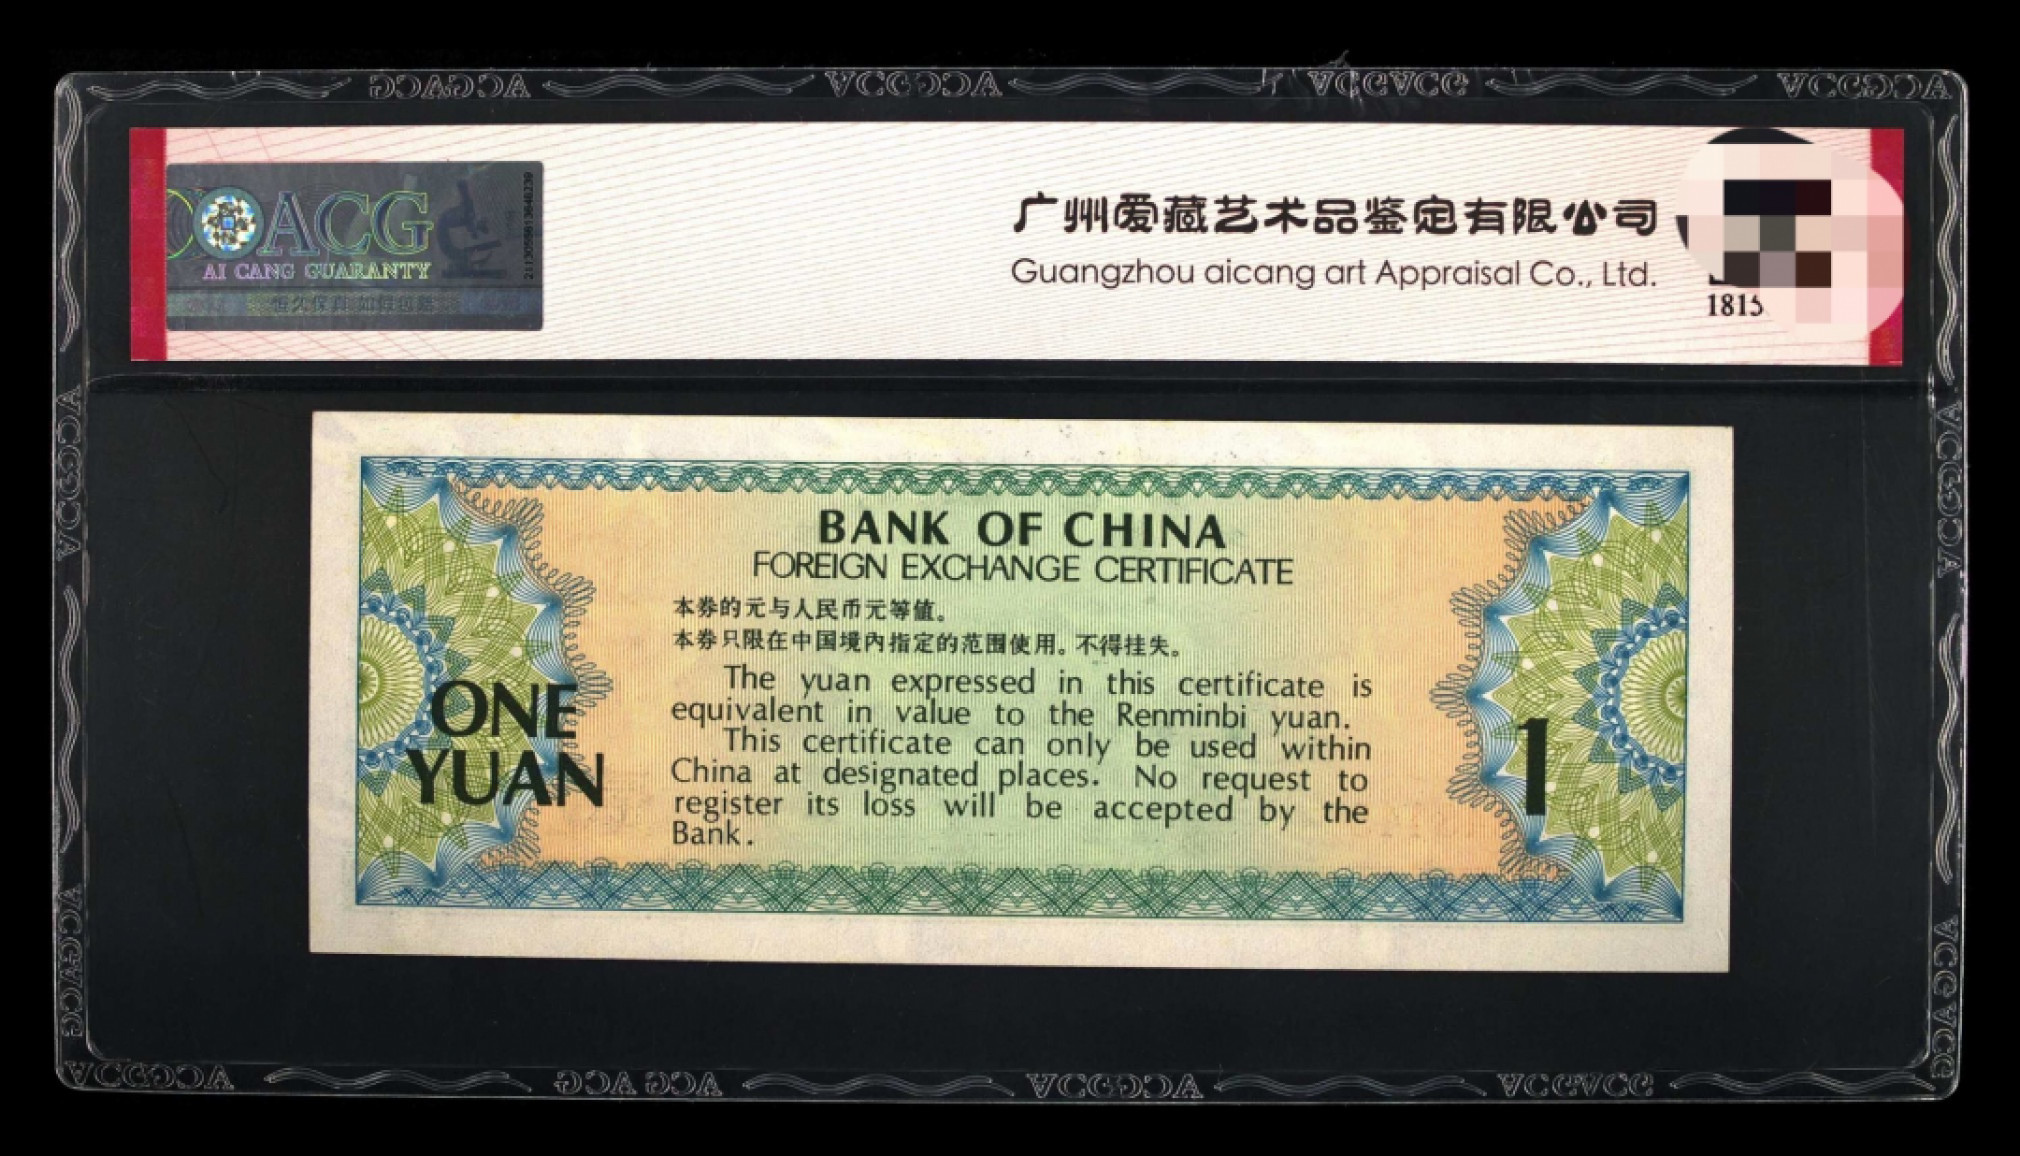 ACG
AI CANG GUARANTY
广州爱藏艺术品鉴定有限公司
Guangzhou aicang art Appraisal Co., Ltd.
1815
BANK OF CHINA
FOREIGN EXCHANGE CERTIFICATE
本券的元与人民币元等值。
本券只限在中国境内指定的范围使用。不得挂失。
The yuan expressed in this certificate is
equivalent in value to the Renminbi yuan.
This certificate can only be used within
China at designated places. No request to
register its loss will be accepted by the
Bank.
ONE
YUAN
1